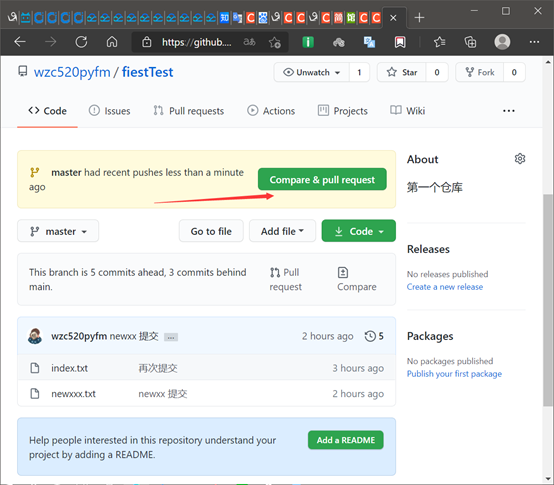 https://github....
wzc520pyfm / fiestTest
Unwatch 1 Star 0 Fork 0
Code Issues Pull requests Actions Projects Wiki ...
master had recent pushes less than a minute
ago
Compare & pull request
About
第一个仓库
master Go to file Add file Code
This branch is 5 commits ahead, 3 commits behind
main.
Pull
request
Compare
Releases
No releases published
Create a new release
wzc520pyfm newxx 提交 ... 2 hours ago 5
index.txt 再次提交 3 hours ago
newxxx.txt newxx 提交 2 hours ago
Packages
No packages published
Publish your first package
Help people interested in this repository understand your
project by adding a README.
Add a README